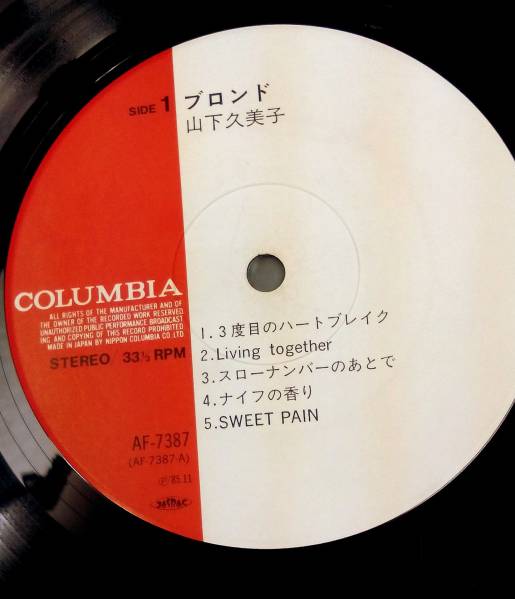 SIDE 1
ブロンド
山下久美子
COLUMBIA
ALL RIGHTS OF THE MANUFACTURER AND OF
THE OWNER OF THE RECORDED WORK RESERVED.
UNAUTHORIZED PUBLIC PERFORMANCE BROADCAST
ING AND COPYING OF THIS RECORD PROHIBITED
MADE IN JAPAN BY NIPPON COLUMBIA CO. LTD.
STEREO 33⅓ RPM
1. 3度目のハートブレイク
2. Living together
3. スローナンバーのあとで
4. ナイフの香り
5. SWEET PAIN
AF-7387
(AF-7387-A)
Ⓟ'85.11
JASRAC